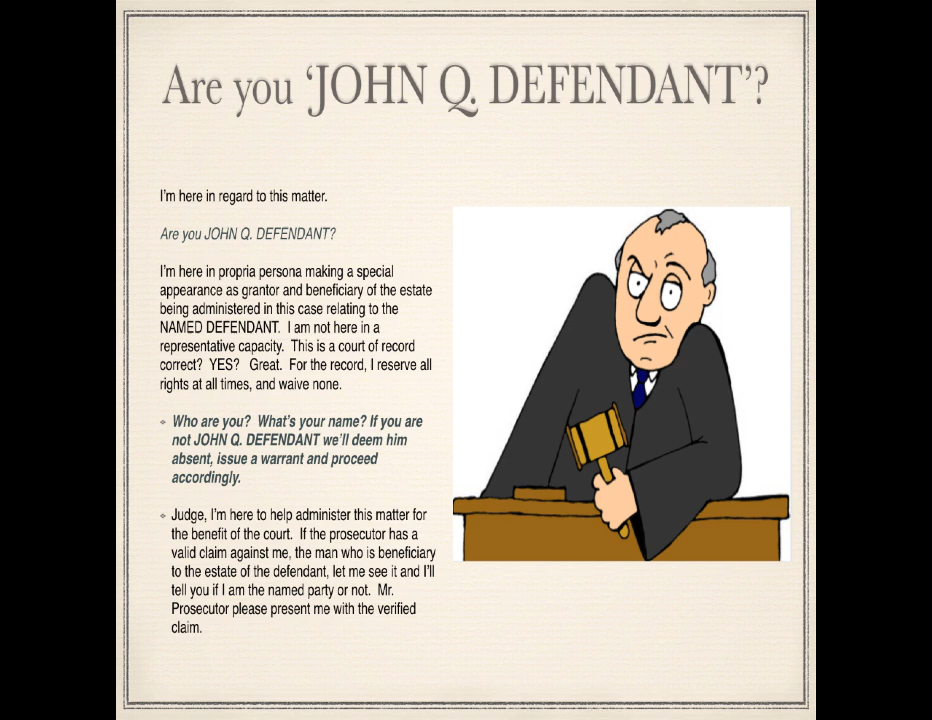 Are you ‘JOHN Q. DEFENDANT’?
I’m here in regard to this matter.
Are you JOHN Q. DEFENDANT?
I’m here in propria persona making a special
appearance as grantor and beneficiary of the estate
being administered in this case relating to the
NAMED DEFENDANT.  I am not here in a
representative capacity.  This is a court of record
correct?  YES?   Great.  For the record, I reserve all
rights at all times, and waive none.
Who are you?  What’s your name? If you are
not JOHN Q. DEFENDANT we’ll deem him
absent, issue a warrant and proceed
accordingly.
Judge, I’m here to help administer this matter for
the benefit of the court.  If the prosecutor has a
valid claim against me, the man who is beneficiary
to the estate of the defendant, let me see it and I’ll
tell you if I am the named party or not.  Mr.
Prosecutor please present me with the verified
claim.